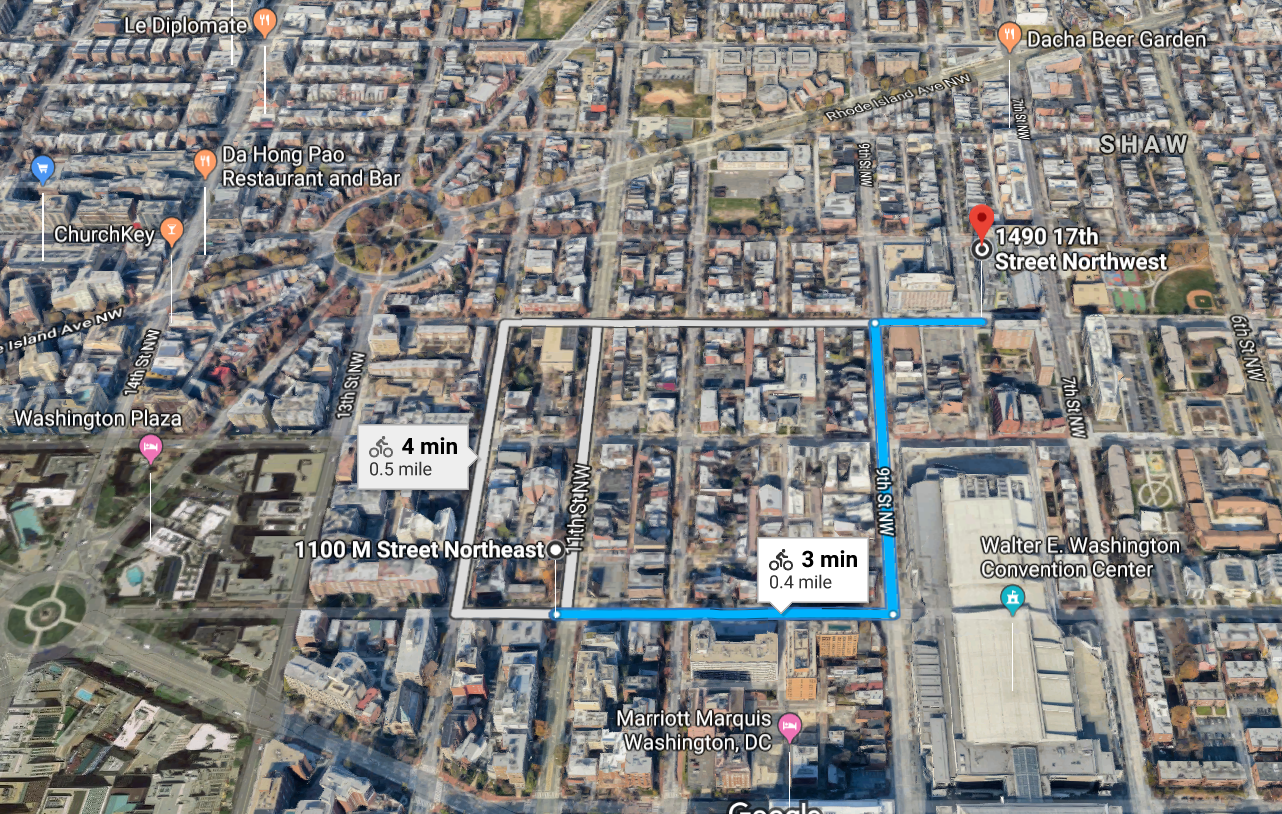 Le Diplomate
Dacha Beer Garden
Rhode Island Ave NW
7th St NW
SHAW
Da Hong Pao
Restaurant and Bar
9th St NW
ChurchKey
1490 17th
Street Northwest
e Island Ave NW
14th St NW
13th St NW
6th St NW
7th St NW
Washington Plaza
4 min
0.5 mile
11th St NW
9th St NW
1100 M Street Northeast
3 min
0.4 mile
Walter E. Washington
Convention Center
Marriott Marquis
Washington, DC
Google